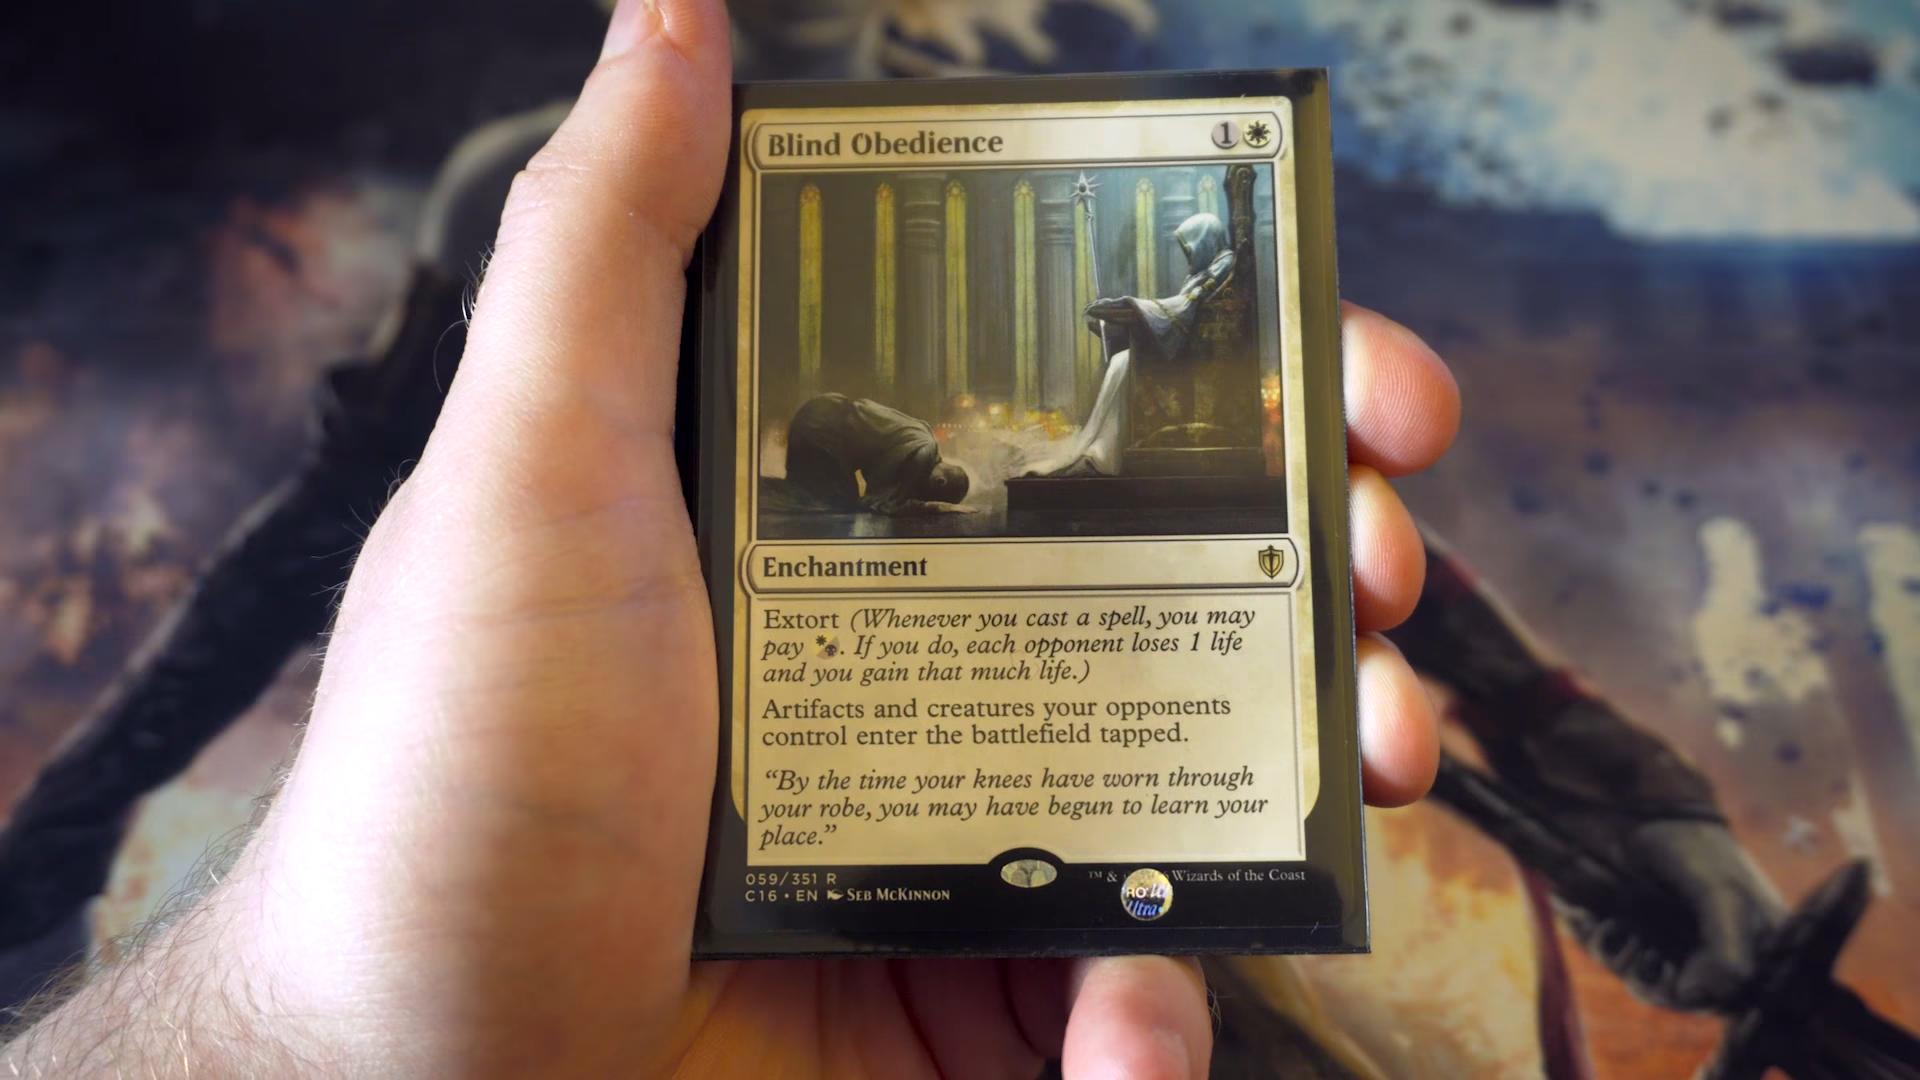 Blind Obedience 1
Enchantment
Extort (Whenever you cast a spell, you may
pay . If you do, each opponent loses 1 life
and you gain that much life.)
Artifacts and creatures your opponents
control enter the battlefield tapped.
“By the time your knees have worn through
your robe, you may have begun to learn your
place.”
059/351 R
C16 • EN Seb McKinnon
™ & Wizards of the Coast
Ultra